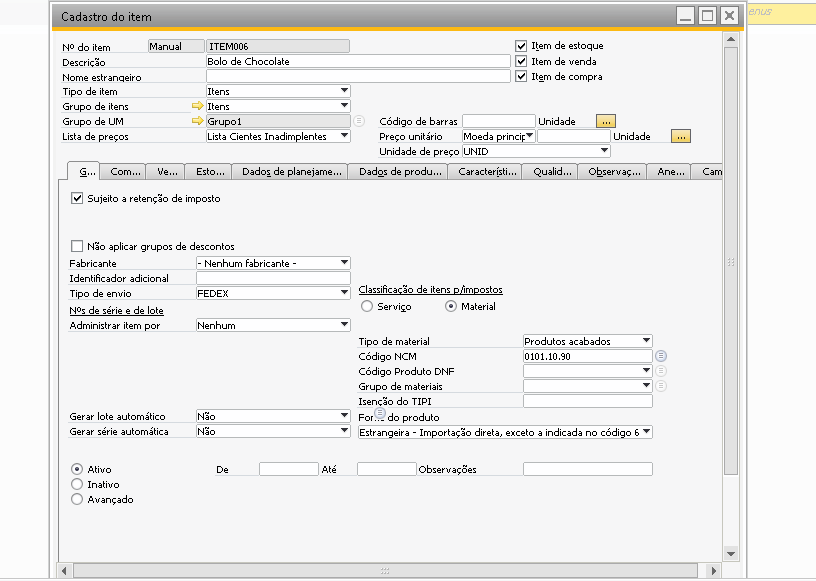 Cadastro do item
enus
Nº do item Manual ITEM006
Descrição Bolo de Chocolate
Nome estrangeiro
Tipo de item Itens
Grupo de itens Itens
Grupo de UM Grupo1
Lista de preços Lista Cientes Inadimplentes
Item de estoque
Item de venda
Item de compra
Código de barras Unidade ...
Preço unitário Moeda princip Unidade ...
Unidade de preço UNID
G... Com... Ve... Esto... Dados de planejame... Dados de produ... Característi... Qualid... Observaç... Ane... Cam
Sujeito a retenção de imposto
Não aplicar grupos de descontos
Fabricante - Nenhum fabricante -
Identificador adicional
Tipo de envio FEDEX
Nºs de série e de lote
Administrar item por Nenhum
Classificação de itens p/impostos
Serviço Material
Tipo de material Produtos acabados
Código NCM 0101.10.90
Código Produto DNF
Grupo de materiais
Isenção do TIPI
Gerar lote automático Não
Gerar série automática Não
do produto
Estrangeira - Importação direta, exceto a indicada no código 6
Ativo De Até Observações
Inativo
Avançado